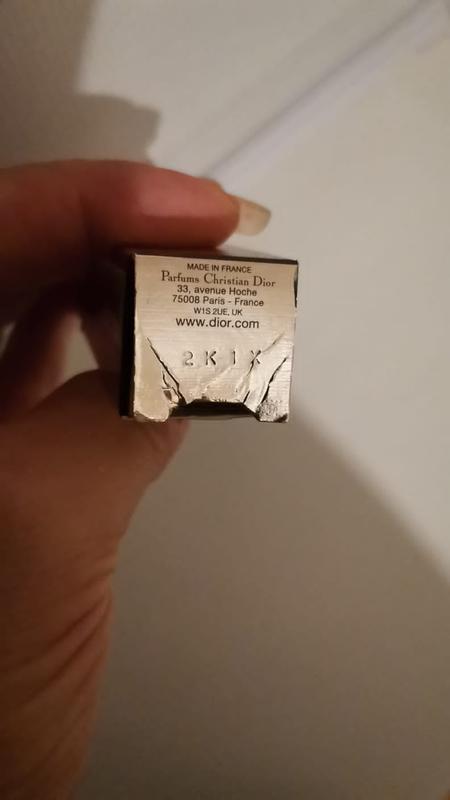 MADE IN FRANCE
Parfums Christian Dior
33, avenue Hoche
75008 Paris - France
W1S 2UE, UK
www.dior.com
2K1X